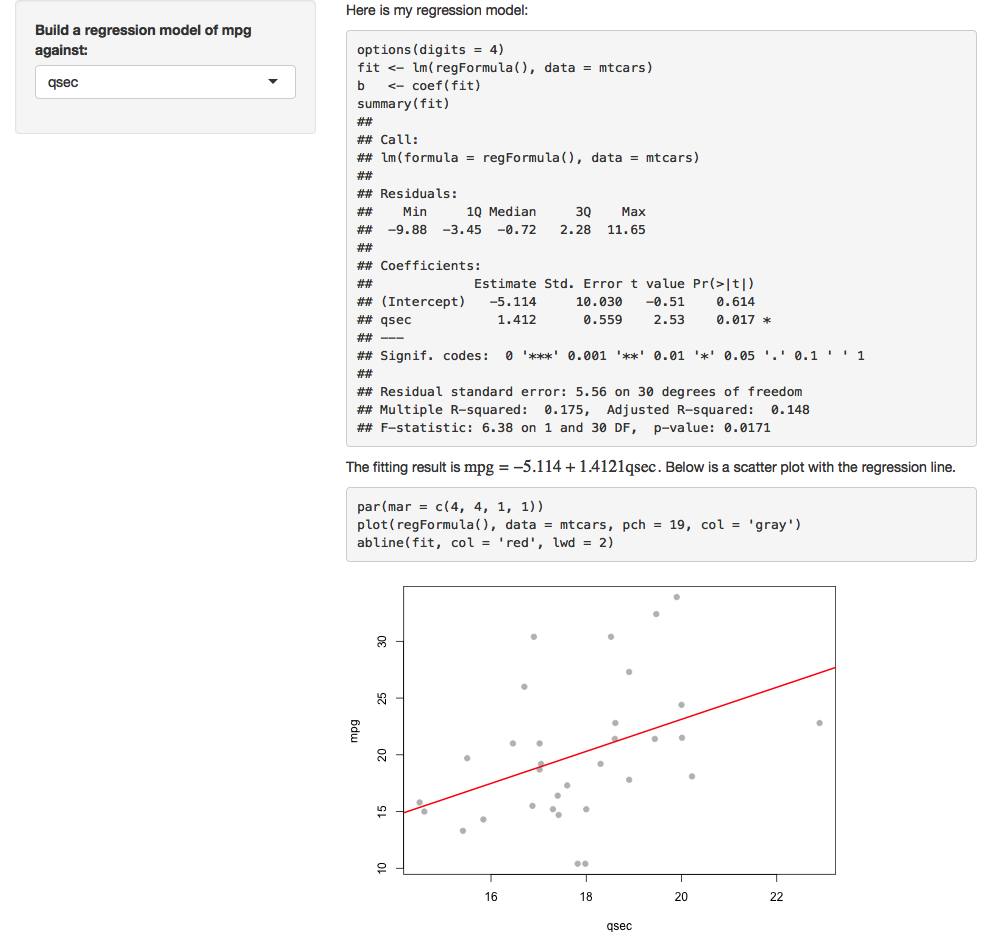 Build a regression model of mpg
against:
qsec
Here is my regression model:
options(digits = 4)
fit <- lm(regFormula(), data = mtcars)
b   <- coef(fit)
summary(fit)
##
## Call:
## lm(formula = regFormula(), data = mtcars)
##
## Residuals:
##    Min     1Q Median     3Q    Max
##  -9.88  -3.45  -0.72   2.28  11.65
##
## Coefficients:
##             Estimate Std. Error t value Pr(>|t|)
## (Intercept)   -5.114     10.030   -0.51    0.614
## qsec           1.412      0.559    2.53    0.017 *
## ---
## Signif. codes:  0 '***' 0.001 '**' 0.01 '*' 0.05 '.' 0.1 ' ' 1
##
## Residual standard error: 5.56 on 30 degrees of freedom
## Multiple R-squared:  0.175,	Adjusted R-squared:  0.148
## F-statistic: 6.38 on 1 and 30 DF,  p-value: 0.0171
The fitting result is mpg = −5.114 + 1.4121qsec. Below is a scatter plot with the regression line.
par(mar = c(4, 4, 1, 1))
plot(regFormula(), data = mtcars, pch = 19, col = 'gray')
abline(fit, col = 'red', lwd = 2)
30
25
mpg
20
15
10
16 18 20 22
qsec